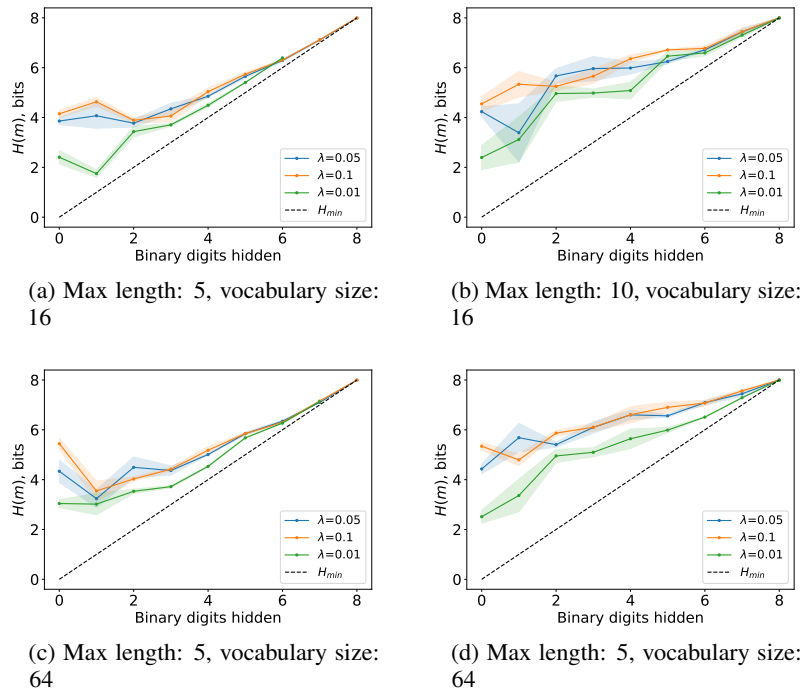 8
6
4
2
0
H(m), bits
λ=0.05
λ=0.1
λ=0.01
H_min
0 2 4 6 8
Binary digits hidden
(a) Max length: 5, vocabulary size:
16
8
6
4
2
0
H(m), bits
λ=0.05
λ=0.1
λ=0.01
H_min
0 2 4 6 8
Binary digits hidden
(b) Max length: 10, vocabulary size:
16
8
6
4
2
0
H(m), bits
λ=0.05
λ=0.1
λ=0.01
H_min
0 2 4 6 8
Binary digits hidden
(c) Max length: 5, vocabulary size:
64
8
6
4
2
0
H(m), bits
λ=0.05
λ=0.1
λ=0.01
H_min
0 2 4 6 8
Binary digits hidden
(d) Max length: 5, vocabulary size:
64